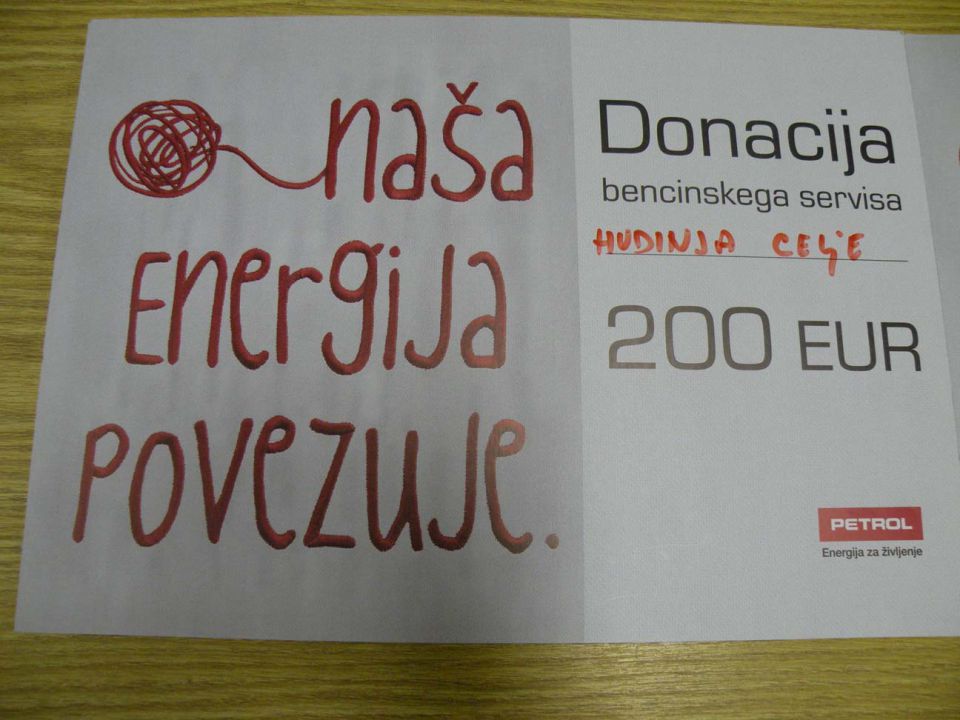 naša
Energija
povezuje.
Donacija
bencinskega servisa
HUDINJA CELJE
200 EUR
PETROL
Energija za življenje